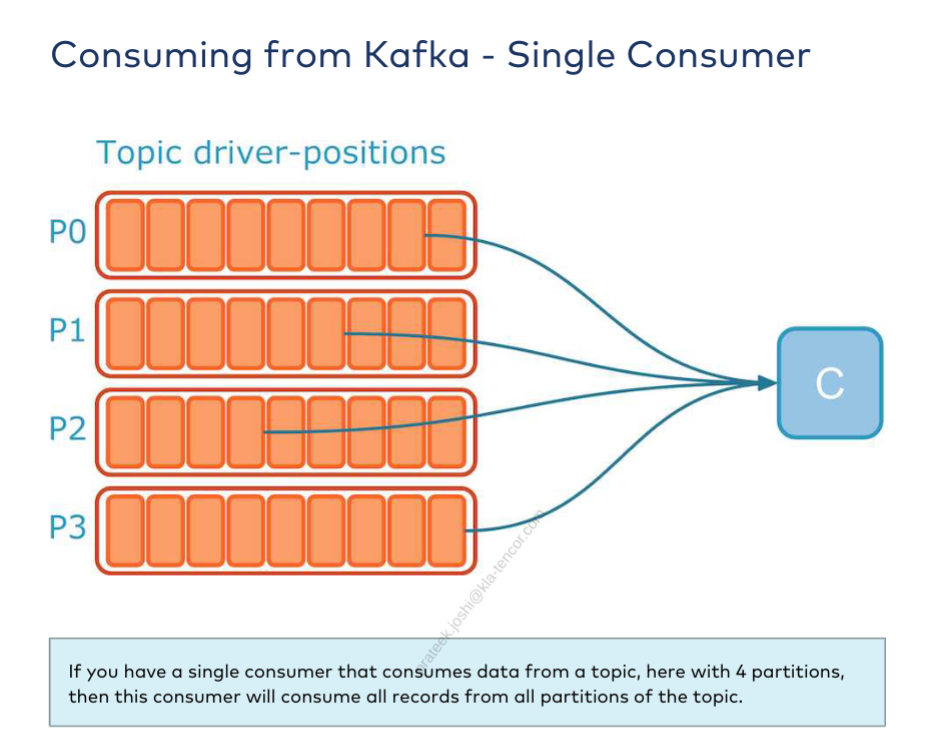 Consuming from Kafka - Single Consumer
Topic driver-positions
P0
P1
C
P2
P3
prateek.joshi@kla-tencor.com
If you have a single consumer that consumes data from a topic, here with 4 partitions,
then this consumer will consume all records from all partitions of the topic.